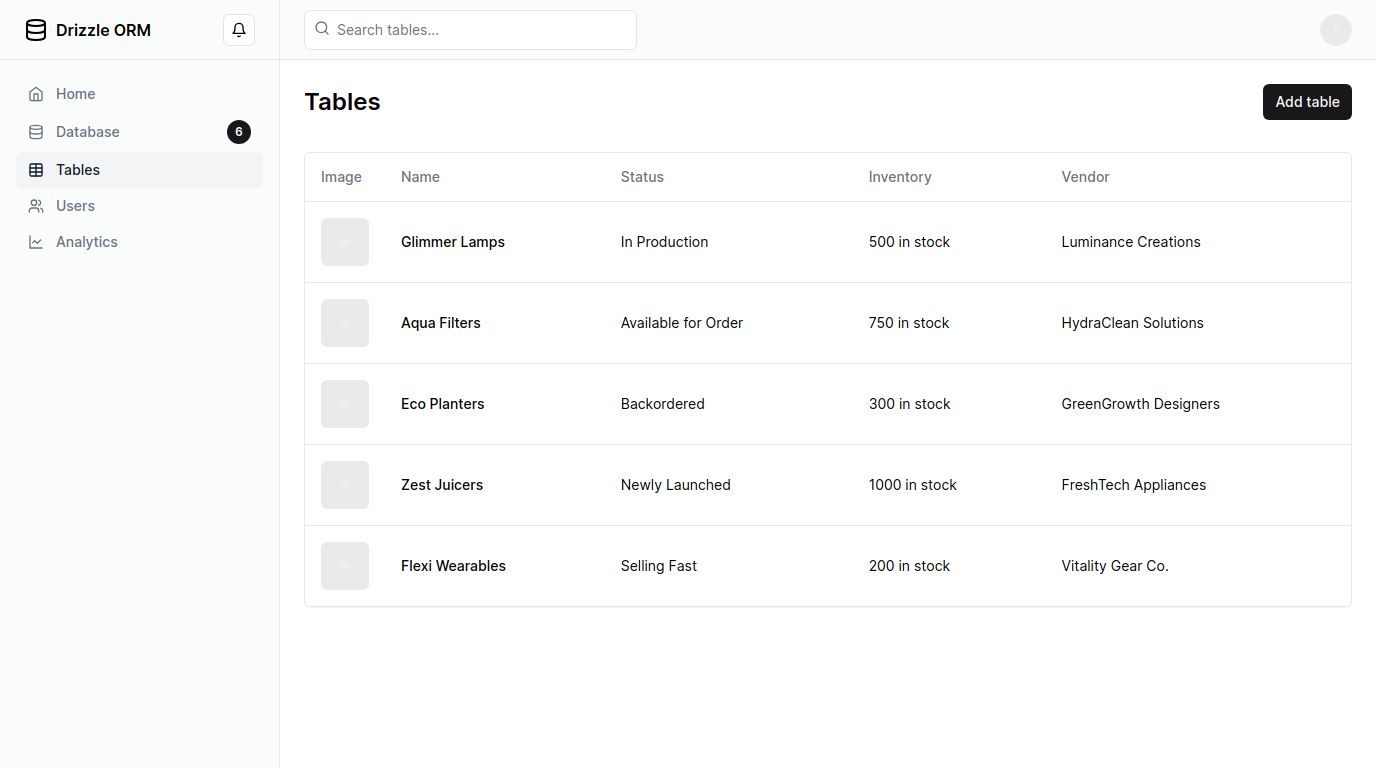 Drizzle ORM
Search tables...
Home
Database 6
Tables
Users
Analytics
Tables
Add table
Image Name Status Inventory Vendor
Glimmer Lamps In Production 500 in stock Luminance Creations
Aqua Filters Available for Order 750 in stock HydraClean Solutions
Eco Planters Backordered 300 in stock GreenGrowth Designers
Zest Juicers Newly Launched 1000 in stock FreshTech Appliances
Flexi Wearables Selling Fast 200 in stock Vitality Gear Co.